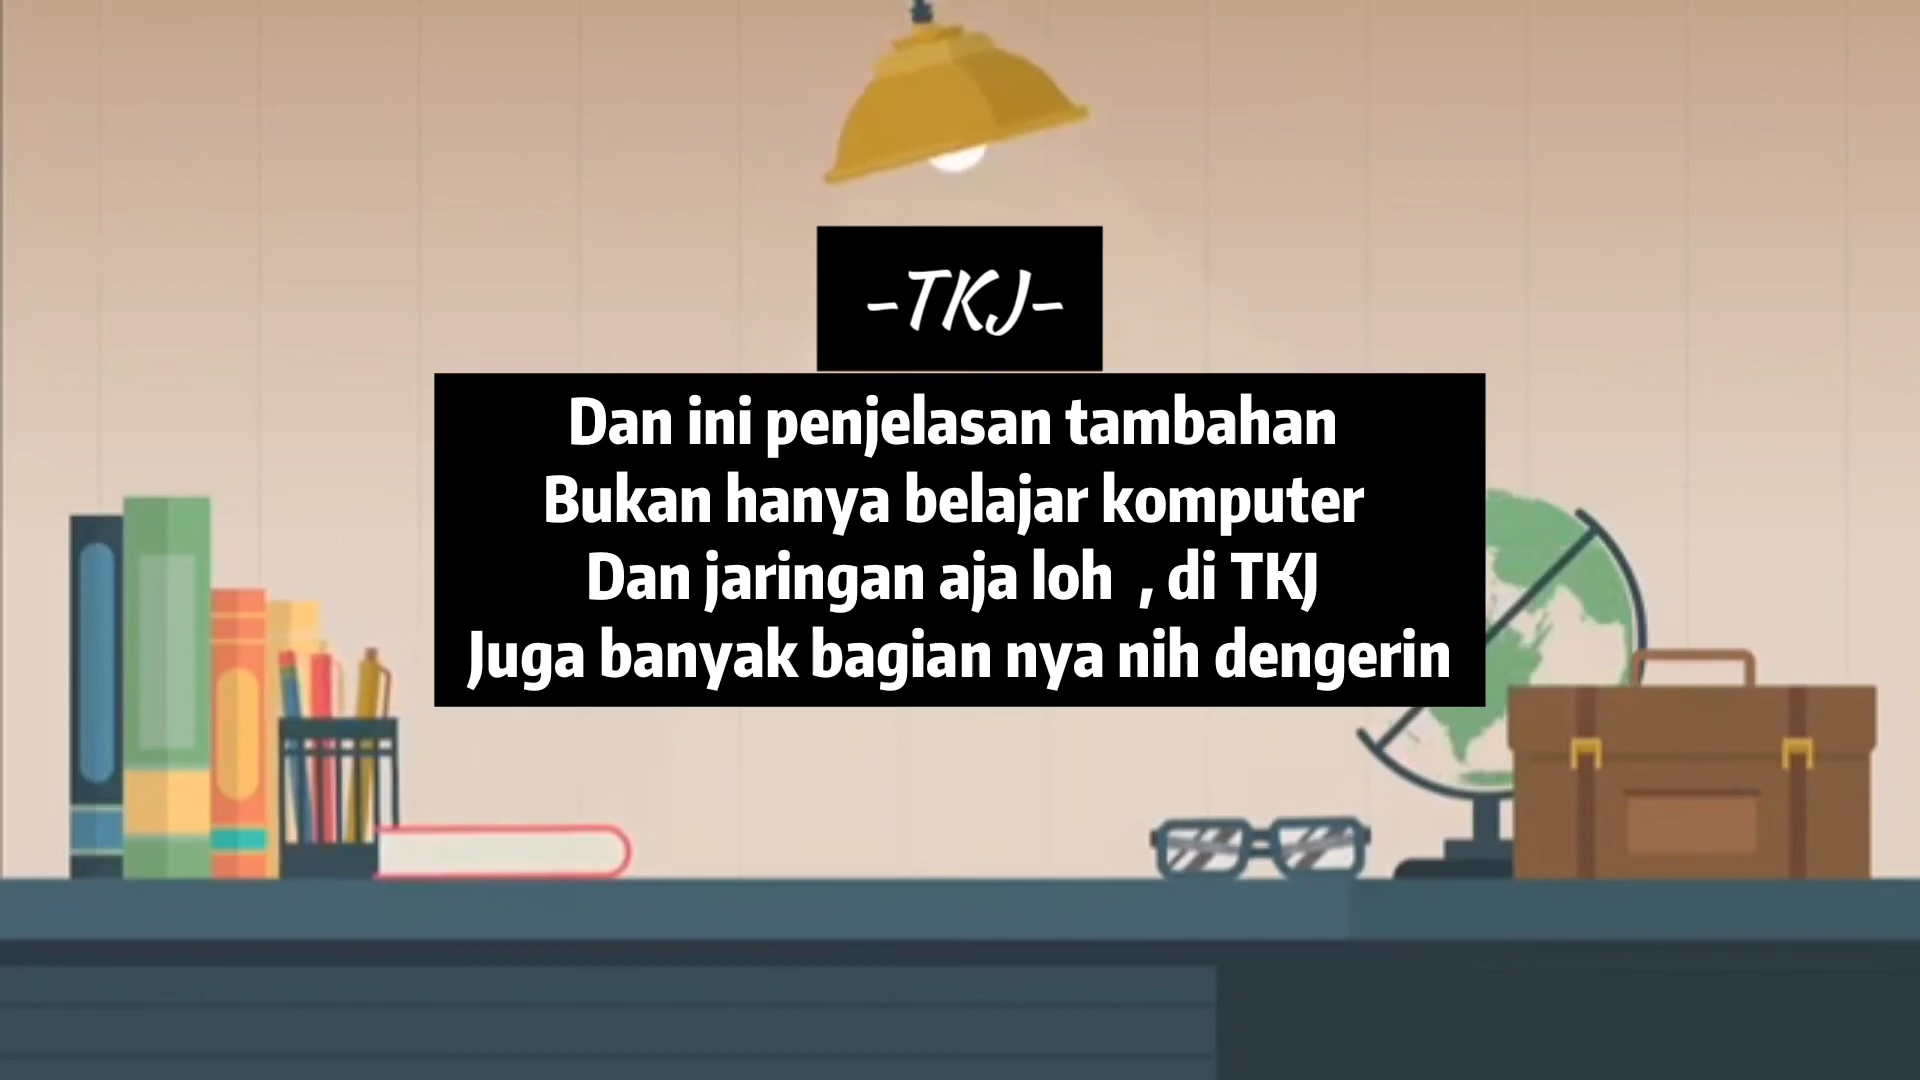 -TKJ-
Dan ini penjelasan tambahan
Bukan hanya belajar komputer
Dan jaringan aja loh  , di TKJ
Juga banyak bagian nya nih dengerin